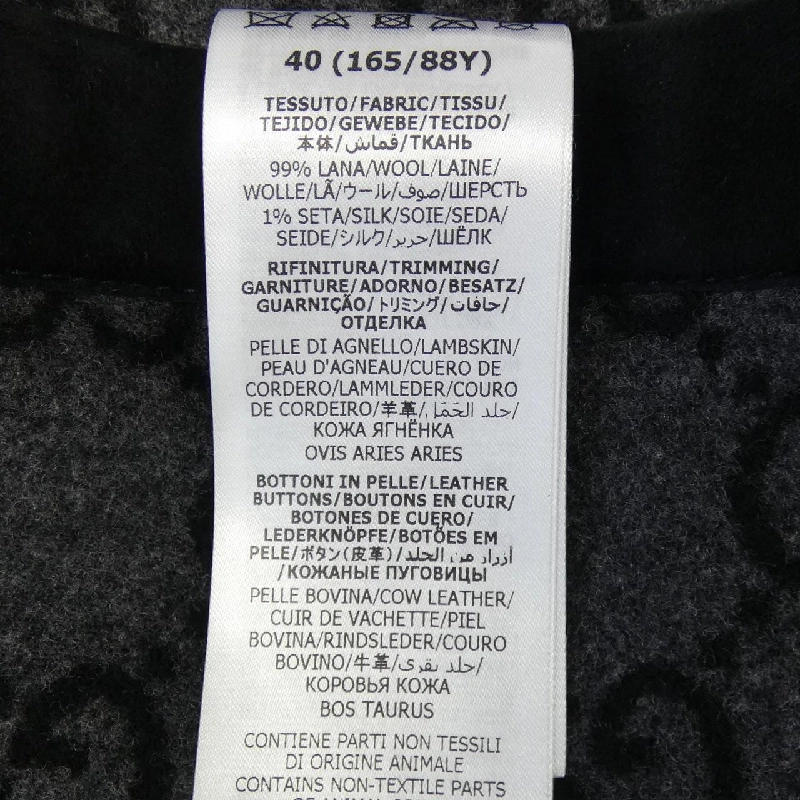 40 (165/88Y)
TESSUTO/FABRIC/TISSU/
TEJIDO/GEWEBE/TECIDO/
本体/قماش/ТКАНЬ
99% LANA/WOOL/LAINE/
WOLLE/LÃ/ウール/صوف/ШЕРСТЬ
1% SETA/SILK/SOIE/SEDA/
SEIDE/シルク/حرير/ШЁЛК
RIFINITURA/TRIMMING/
GARNITURE/ADORNO/BESATZ/
GUARNIÇÃO/トリミング/حافات/
ОТДЕЛКА
PELLE DI AGNELLO/LAMBSKIN/
PEAU D'AGNEAU/CUERO DE
CORDERO/LAMMLEDER/COURO
DE CORDEIRO/羊革/جلد الحَمَل/
КОЖА ЯГНЁНКА
OVIS ARIES ARIES
BOTTONI IN PELLE/LEATHER
BUTTONS/BOUTONS EN CUIR/
BOTONES DE CUERO/
LEDERKNÖPFE/BOTÕES EM
PELE/ボタン(皮革)/أزرار من الجلد
/КОЖАНЫЕ ПУГОВИЦЫ
PELLE BOVINA/COW LEATHER/
CUIR DE VACHETTE/PIEL
BOVINA/RINDSLEDER/COURO
BOVINO/牛革/جلد بقري/
КОРОВЬЯ КОЖА
BOS TAURUS
CONTIENE PARTI NON TESSILI
DI ORIGINE ANIMALE
CONTAINS NON-TEXTILE PARTS